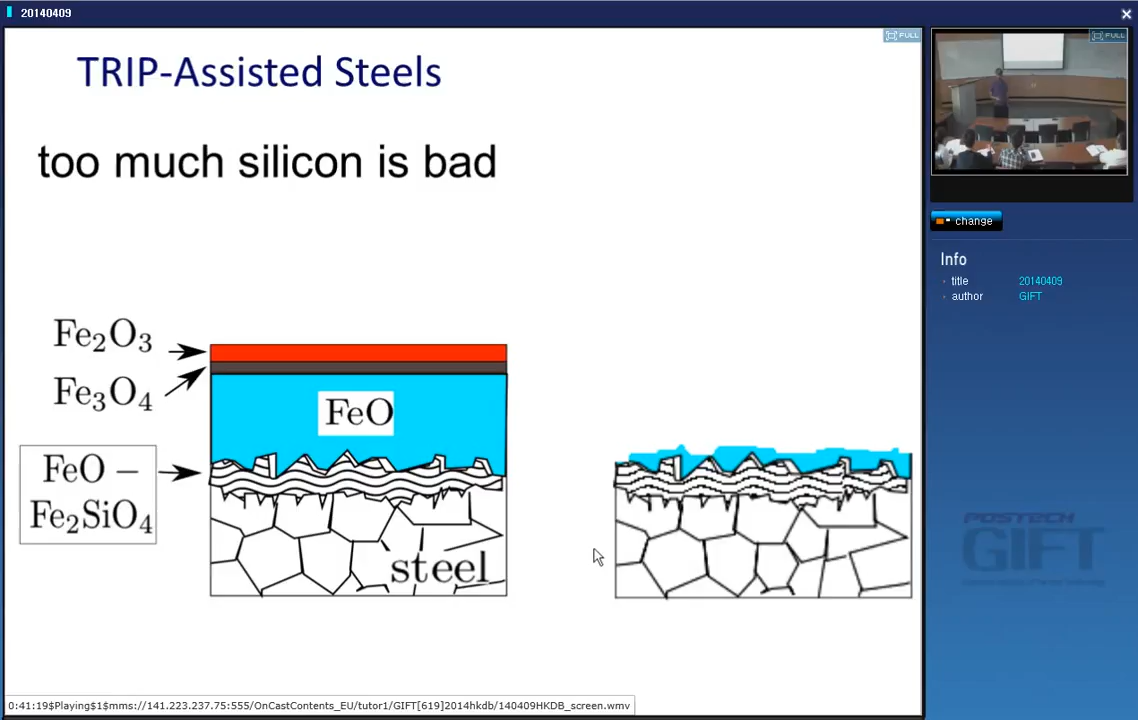 20140409
FULL
TRIP-Assisted Steels
too much silicon is bad
Fe2O3
Fe3O4
FeO
FeO –
Fe2SiO4
steel
0:41:19$Playing$1$mms://141.223.237.75:555/OnCastContents_EU/tutor1/GIFT[619]2014hkdb/140409HKDB_screen.wmv
FULL
change
Info
title 20140409
author GIFT
POSTECH
GIFT